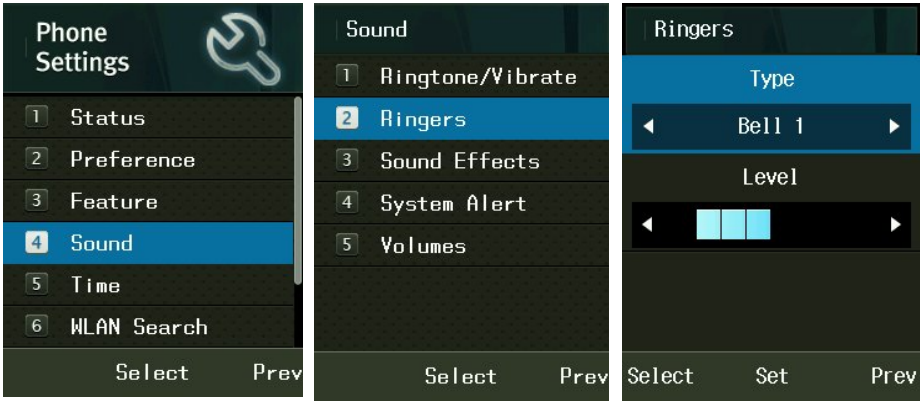 Phone
Settings
1 Status
2 Preference
3 Feature
4 Sound
5 Time
6 WLAN Search
Select Prev
Sound
1 Ringtone/Vibrate
2 Ringers
3 Sound Effects
4 System Alert
5 Volumes
Select Prev
Ringers
Type
Bell 1
Level
Select Set Prev